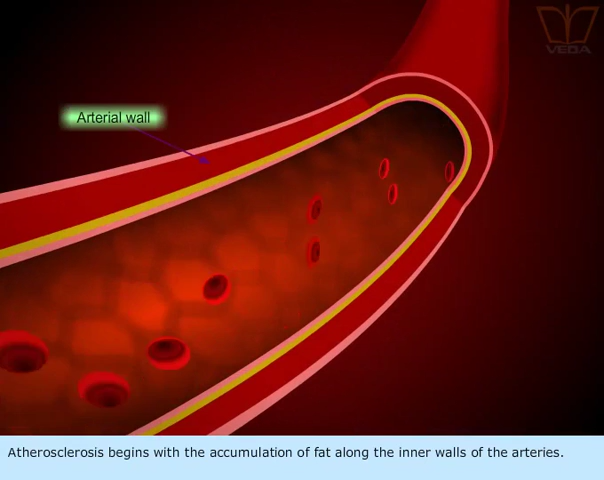 VEDA
Arterial wall
Atherosclerosis begins with the accumulation of fat along the inner walls of the arteries.